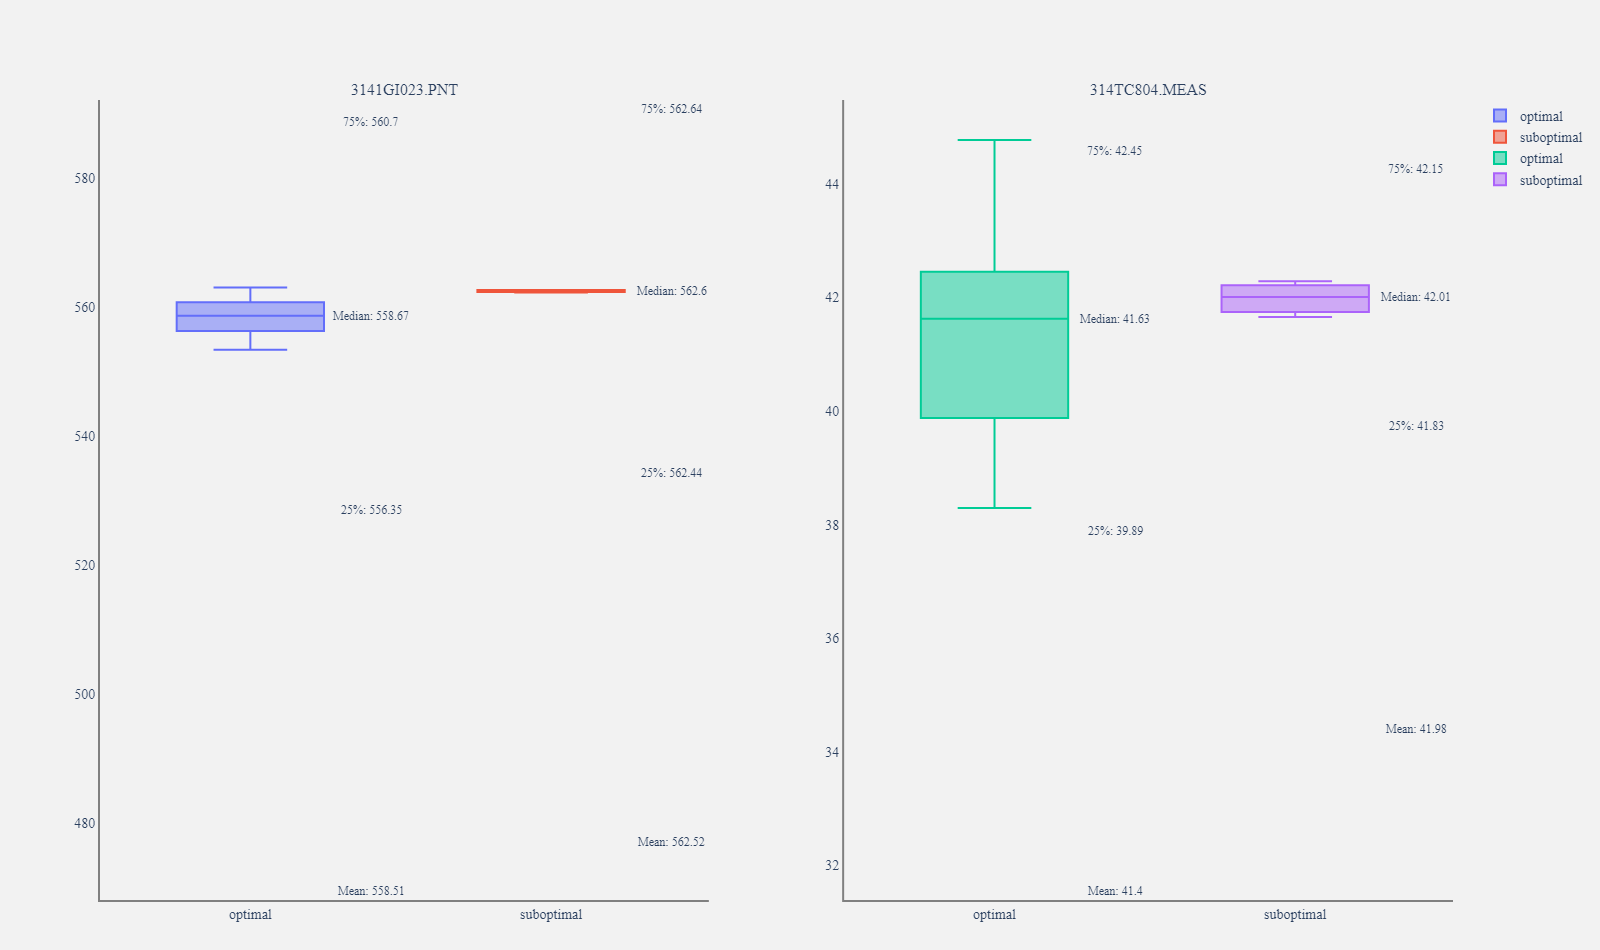 3141GI023.PNT
75%: 560.7
75%: 562.64
580
560
540
520
500
480
Median: 558.67
Median: 562.6
25%: 556.35
25%: 562.44
Mean: 558.51
Mean: 562.52
optimal
suboptimal
314TC804.MEAS
75%: 42.45
75%: 42.15
44
42
40
38
36
34
32
Median: 41.63
Median: 42.01
25%: 39.89
25%: 41.83
Mean: 41.4
Mean: 41.98
optimal
suboptimal
optimal
suboptimal
optimal
suboptimal